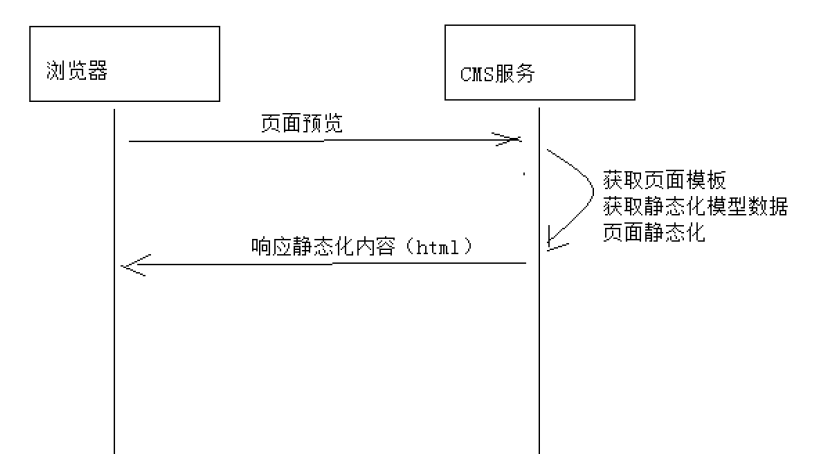 浏览器
CMS服务
页面预览
获取页面模板
获取静态化模型数据
页面静态化
响应静态化内容（html）